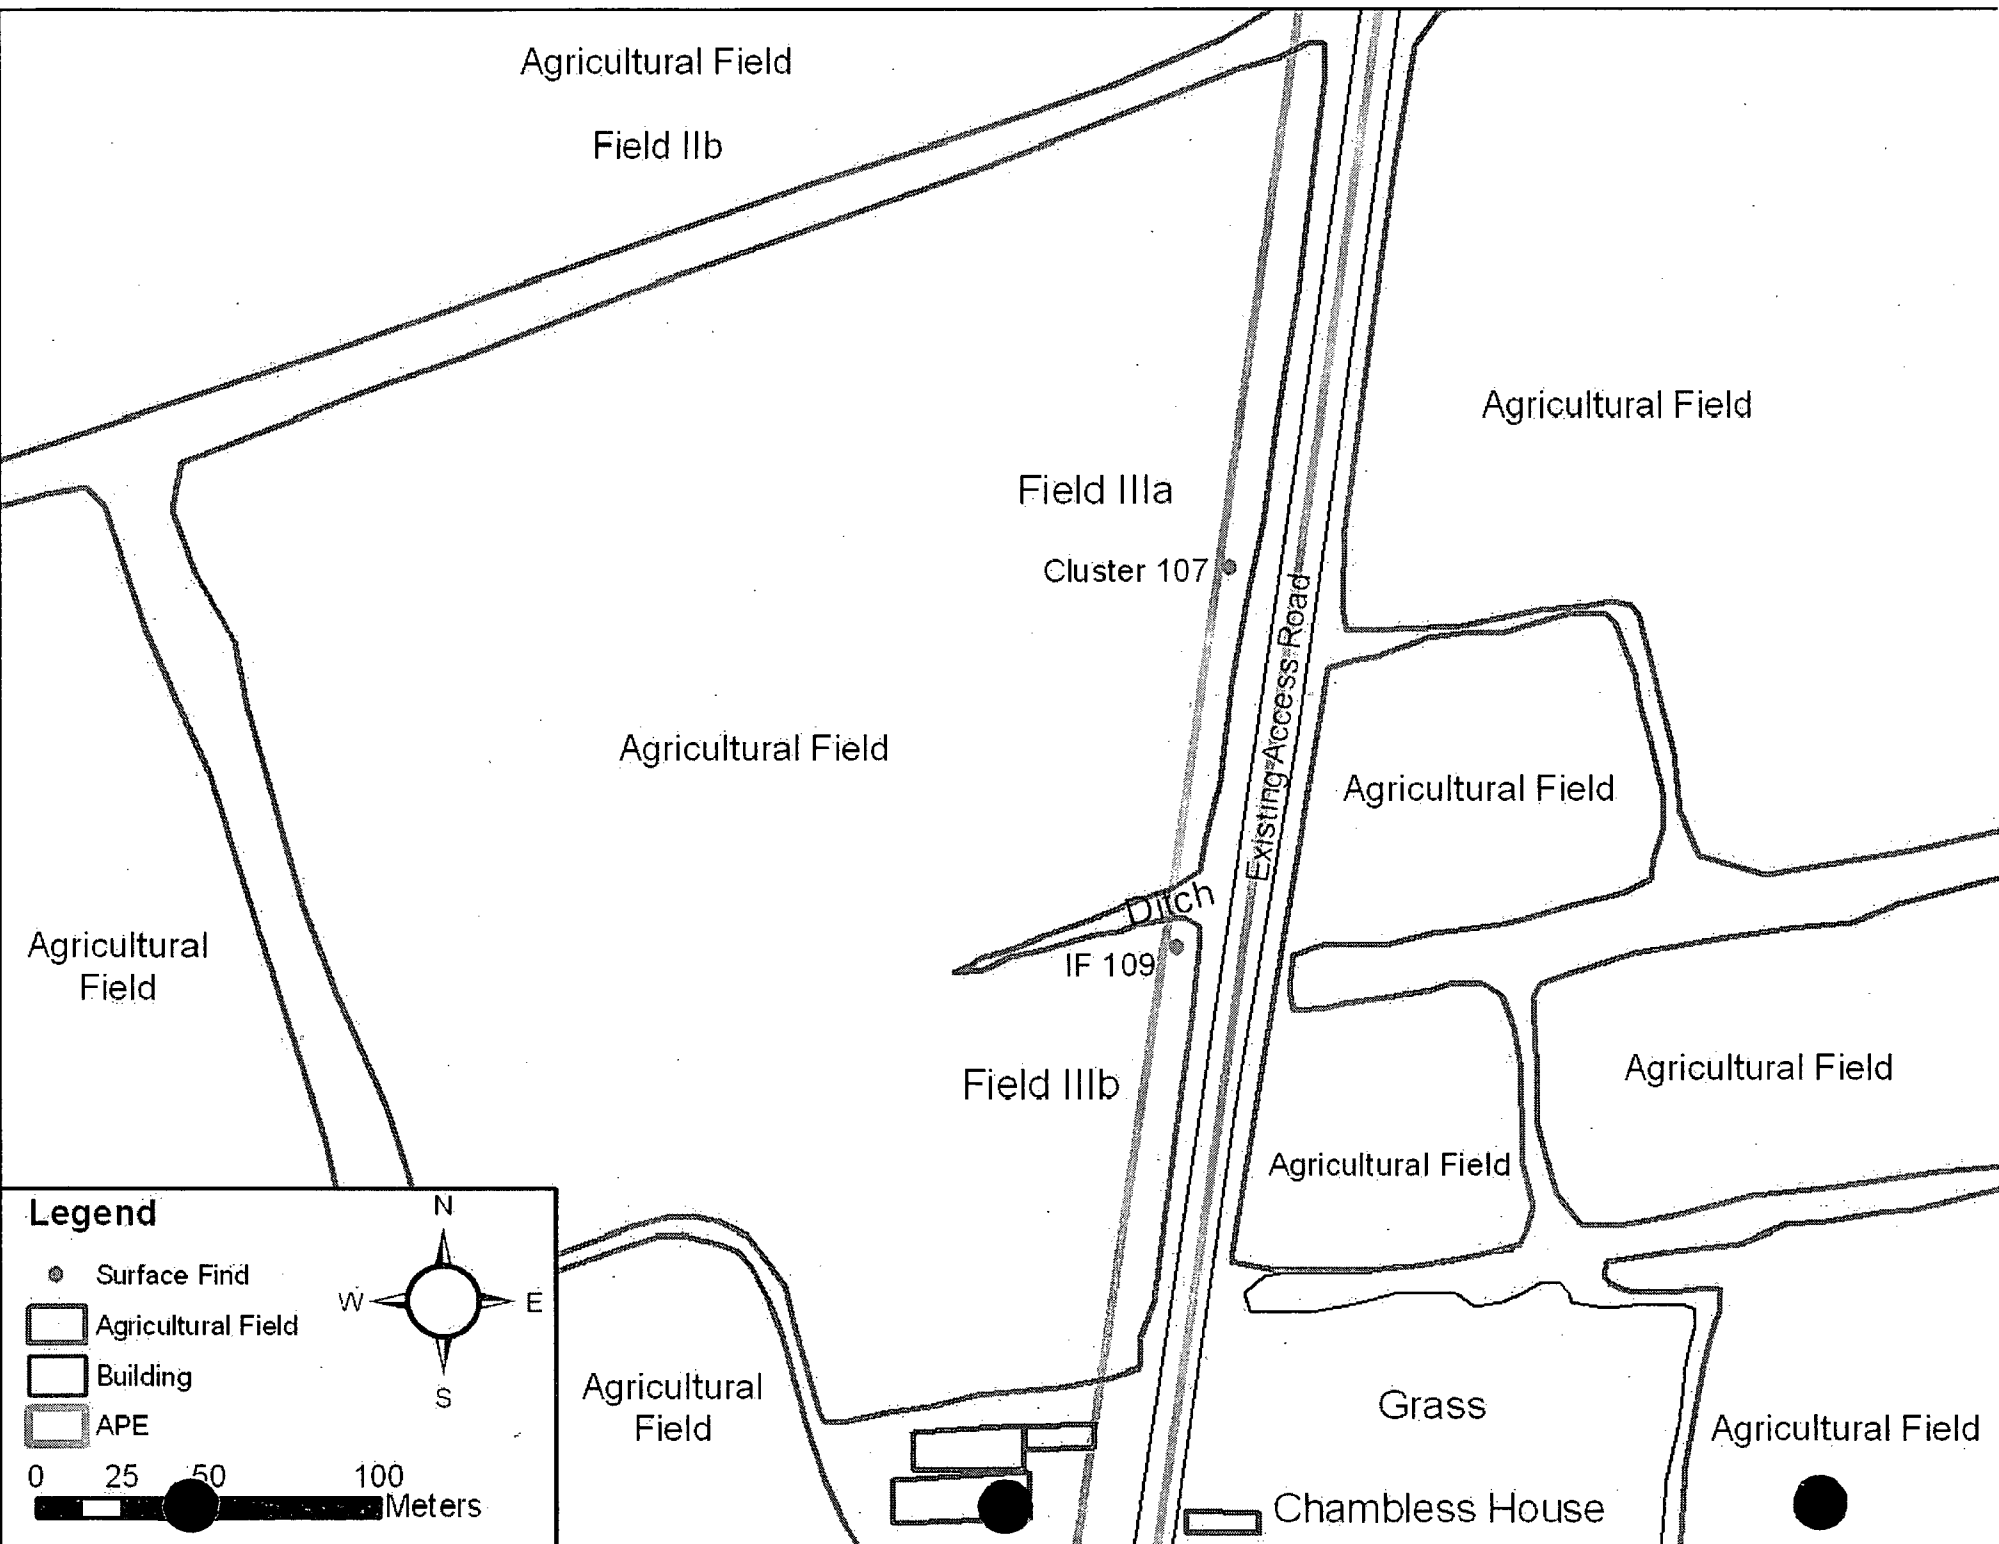 Agricultural Field
Field IIb
Agricultural Field
Field IIIa
Cluster 107
Existing Access Road
Agricultural Field
Agricultural Field
Ditch
IF 109
Agricultural
Field
Field IIIb
Agricultural Field
Agricultural Field
Legend
Surface Find
Agricultural Field
Building
APE
N
W
E
S
0 25 50 100
Meters
Agricultural
Field
Grass
Agricultural Field
Chambless House